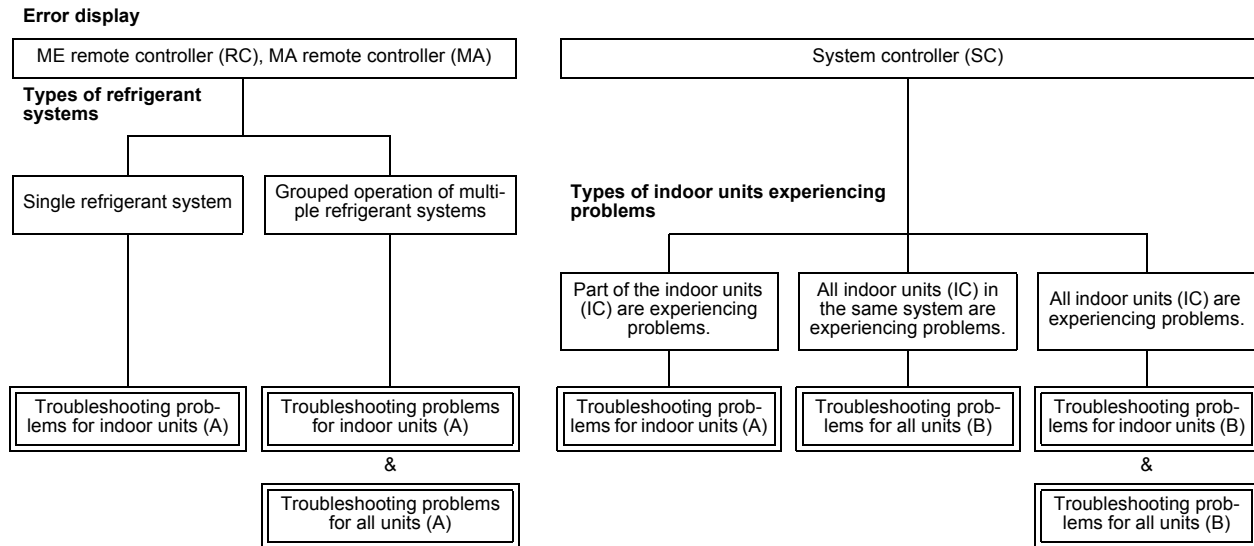 Error display
ME remote controller (RC), MA remote controller (MA)
System controller (SC)
Types of refrigerant
systems
Single refrigerant system
Grouped operation of multi-
ple refrigerant systems
Types of indoor units experiencing
problems
Part of the indoor units
(IC) are experiencing
problems.
All indoor units (IC) in
the same system are
experiencing problems.
All indoor units (IC) are
experiencing problems.
Troubleshooting prob-
lems for indoor units (A)
Troubleshooting problems
for indoor units (A)
&
Troubleshooting problems
for all units (A)
Troubleshooting prob-
lems for indoor units (A)
Troubleshooting prob-
lems for all units (B)
Troubleshooting prob-
lems for indoor units (B)
&
Troubleshooting prob-
lems for all units (B)